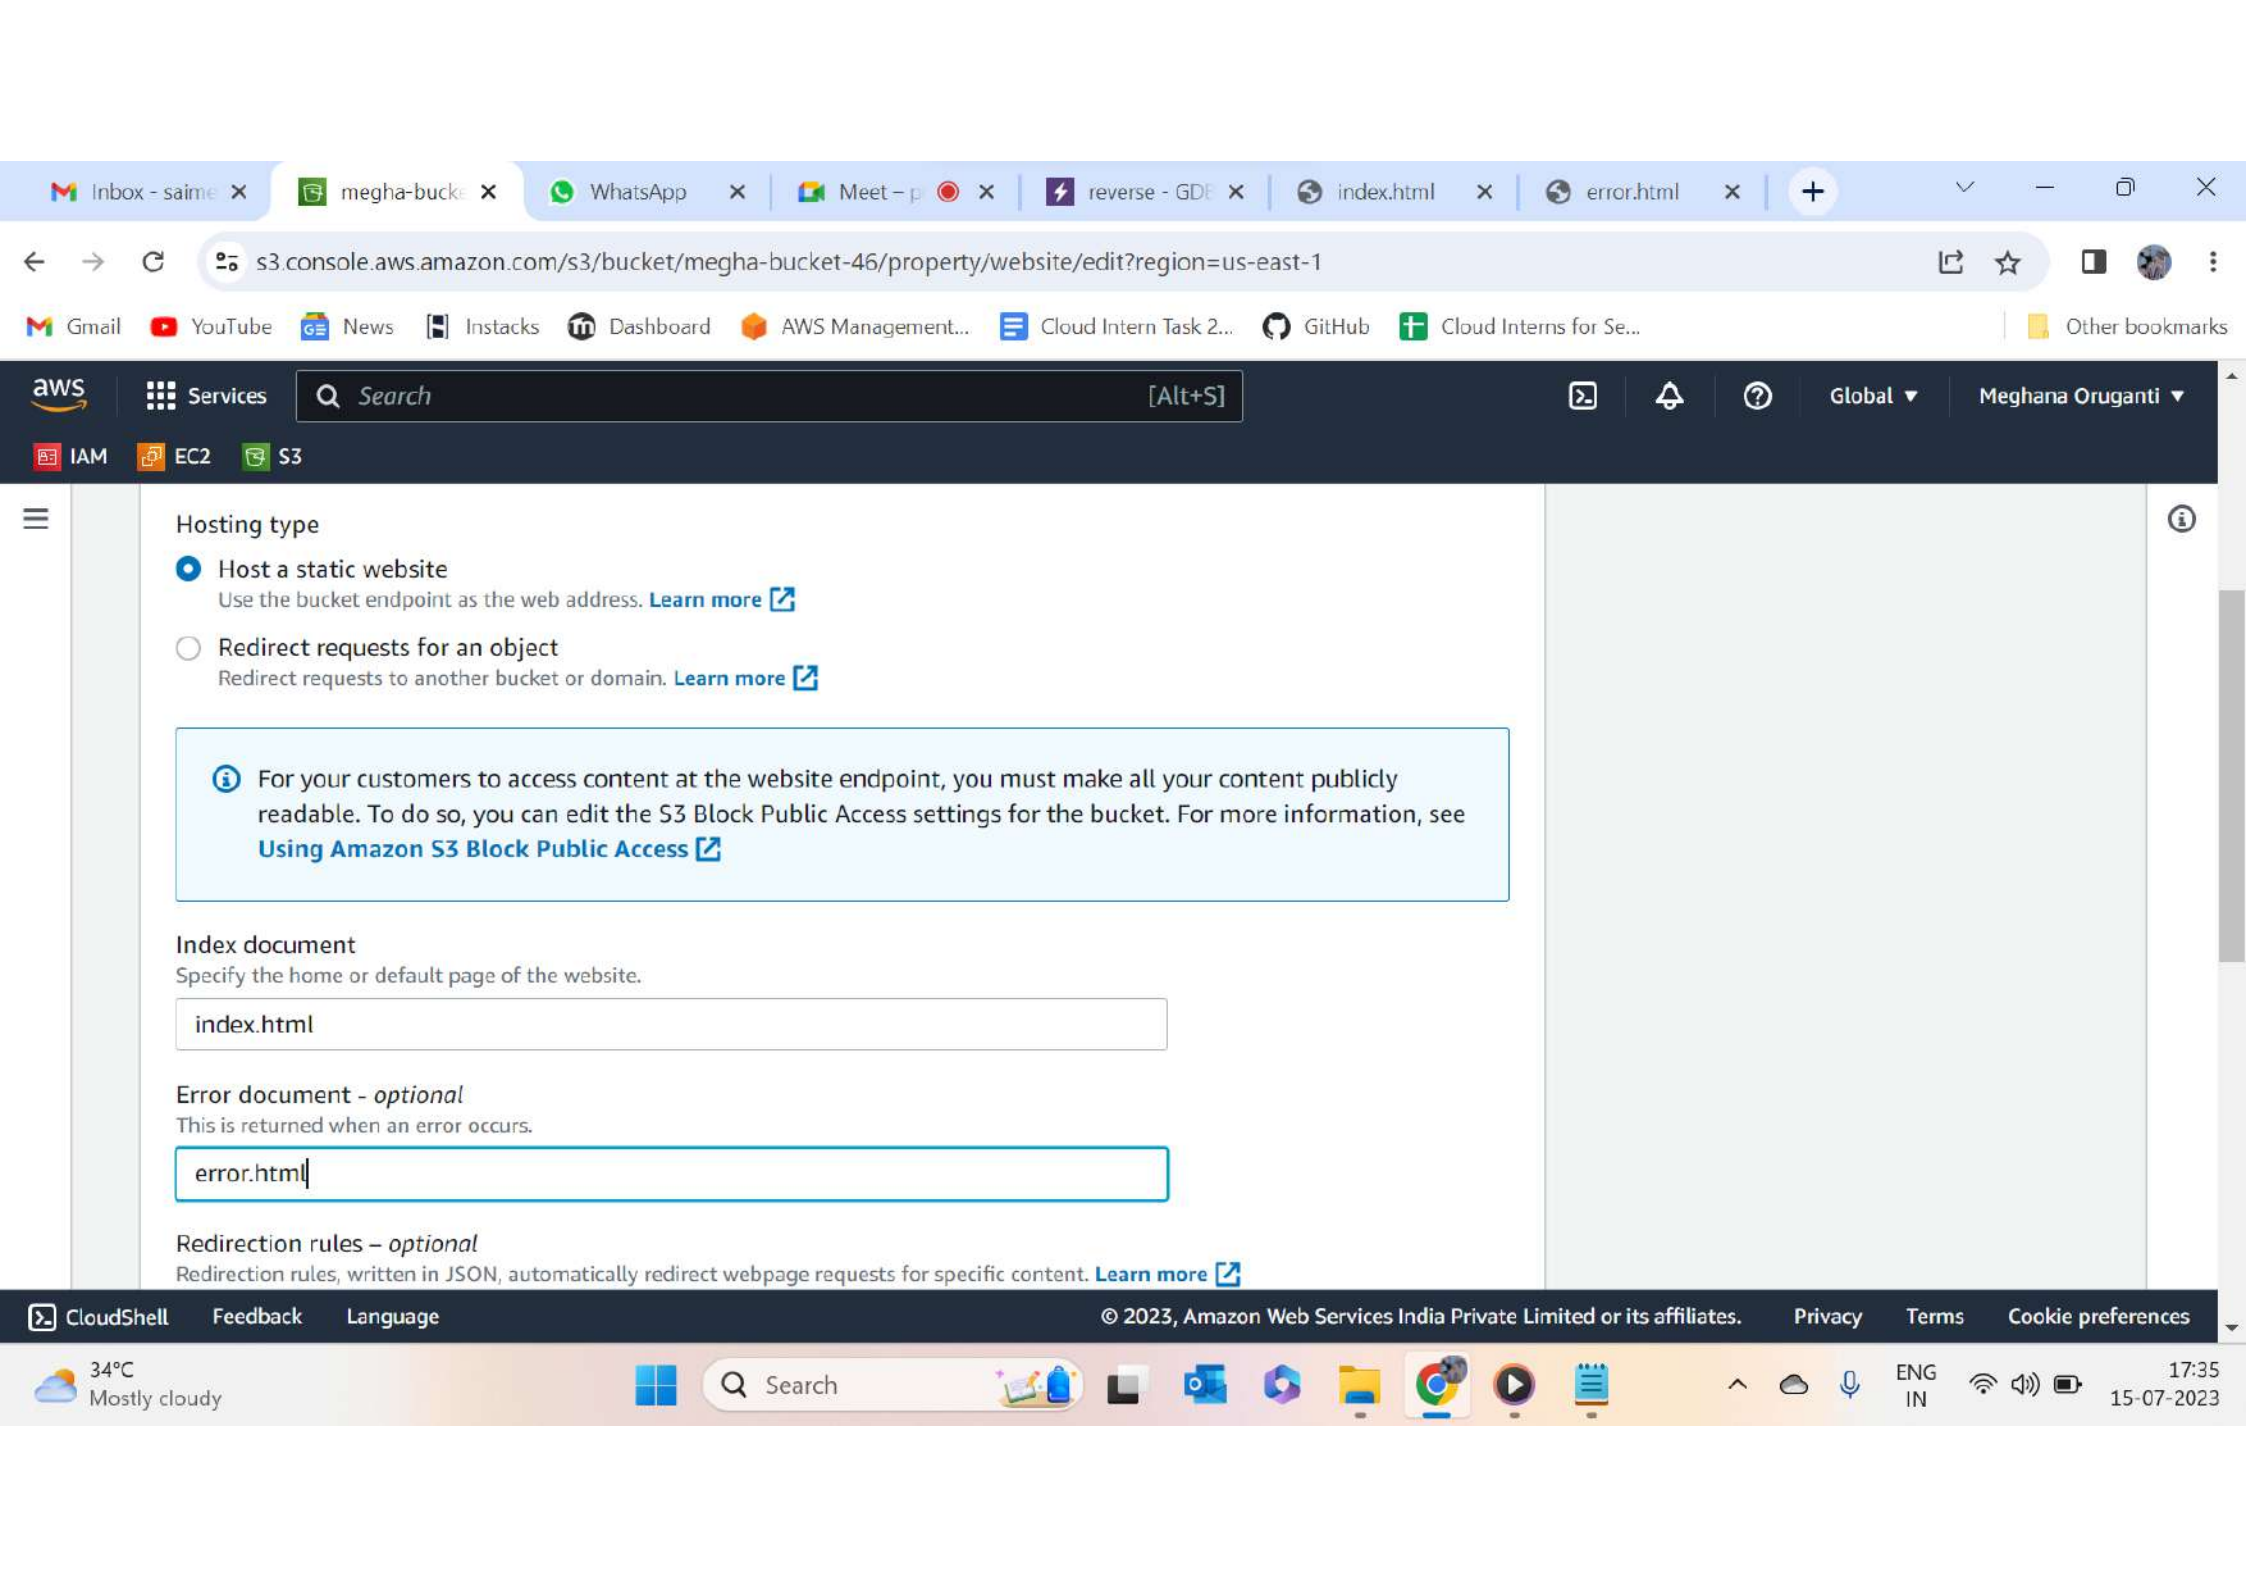 Inbox - saime
megha-bucke
WhatsApp
Meet – p
reverse - GDB
index.html
error.html
s3.console.aws.amazon.com/s3/bucket/megha-bucket-46/property/website/edit?region=us-east-1
Gmail
YouTube
GE
News
Instacks
Dashboard
AWS Management...
Cloud Intern Task 2...
GitHub
Cloud Interns for Se...
Other bookmarks
aws
Services
Search
[Alt+S]
Global
Meghana Oruganti
IAM
EC2
S3
Hosting type
Host a static website
Use the bucket endpoint as the web address. Learn more
Redirect requests for an object
Redirect requests to another bucket or domain. Learn more
For your customers to access content at the website endpoint, you must make all your content publicly
readable. To do so, you can edit the S3 Block Public Access settings for the bucket. For more information, see
Using Amazon S3 Block Public Access
Index document
Specify the home or default page of the website.
index.html
Error document - optional
This is returned when an error occurs.
error.html
Redirection rules – optional
Redirection rules, written in JSON, automatically redirect webpage requests for specific content. Learn more
CloudShell
Feedback
Language
© 2023, Amazon Web Services India Private Limited or its affiliates.
Privacy
Terms
Cookie preferences
34°C
Mostly cloudy
Search
ENG
IN
17:35
15-07-2023